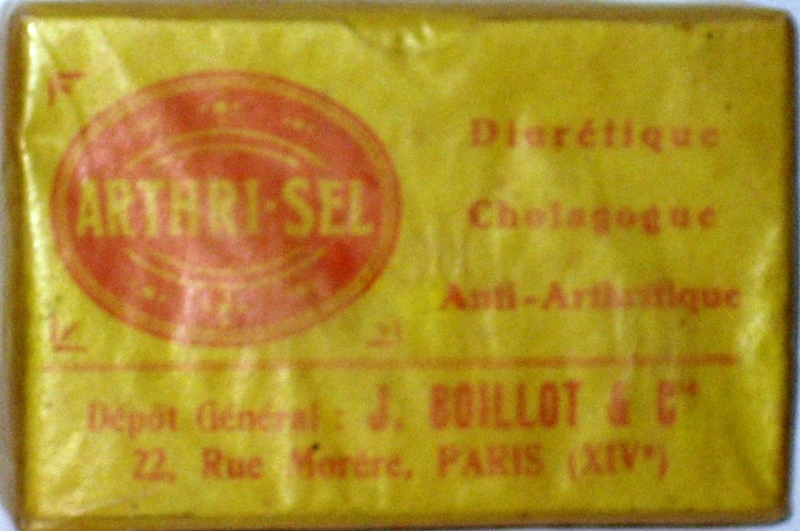 ARTHRI-SEL
Diurétique
Cholagogue
Anti-Arthritique
Dépôt Général : J. BOILLOT & Cie
22, Rue Morère, PARIS (XIVe)